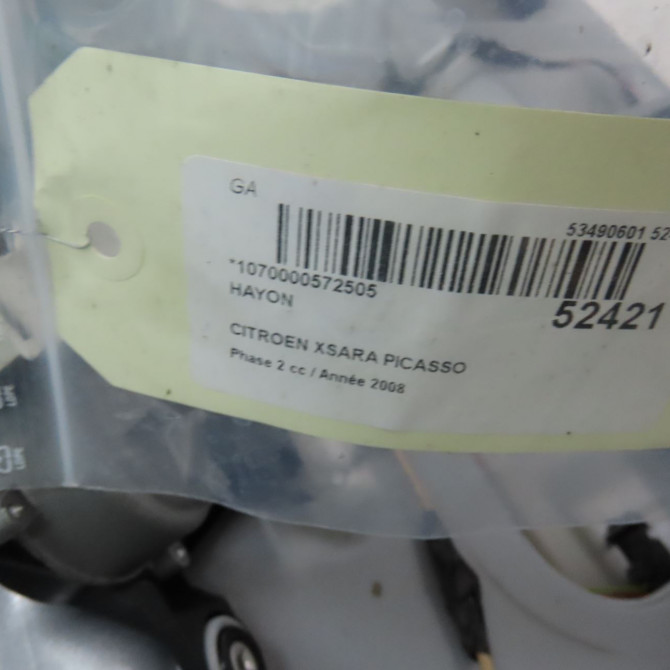 GA
53490601 52
*1070000572505
52421
HAYON
CITROEN XSARA PICASSO
Phase 2 cc / Année 2008